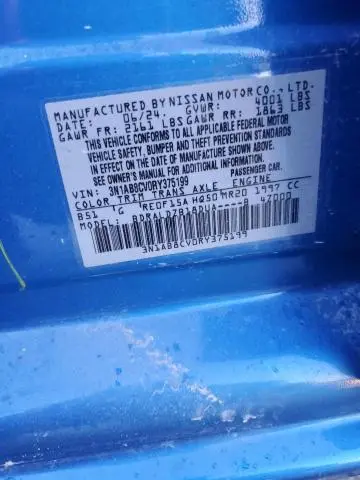 MANUFACTURED BY NISSAN MOTOR CO., LTD.
DATE: 06/24 GVWR: 4001 LBS
GAWR FR: 2161 LBS GAWR RR: 1863 LBS
THIS VEHICLE CONFORMS TO ALL APPLICABLE FEDERAL MOTOR
VEHICLE SAFETY, BUMPER, AND THEFT PREVENTION STANDARDS
IN EFFECT ON THE DATE OF MANUFACTURE SHOWN ABOVE.
SEE OWNER'S MANUAL FOR ADDITIONAL INFORMATION.
VIN: 3N1AB8CV0RY375199 PASSENGER CAR.
COLOR TRIM TRANS AXLE ENGINE
B51 G RE0F15A HQ50 MR20 1997 CC
MODEL: 47000
3N1AB8CV0RY375199